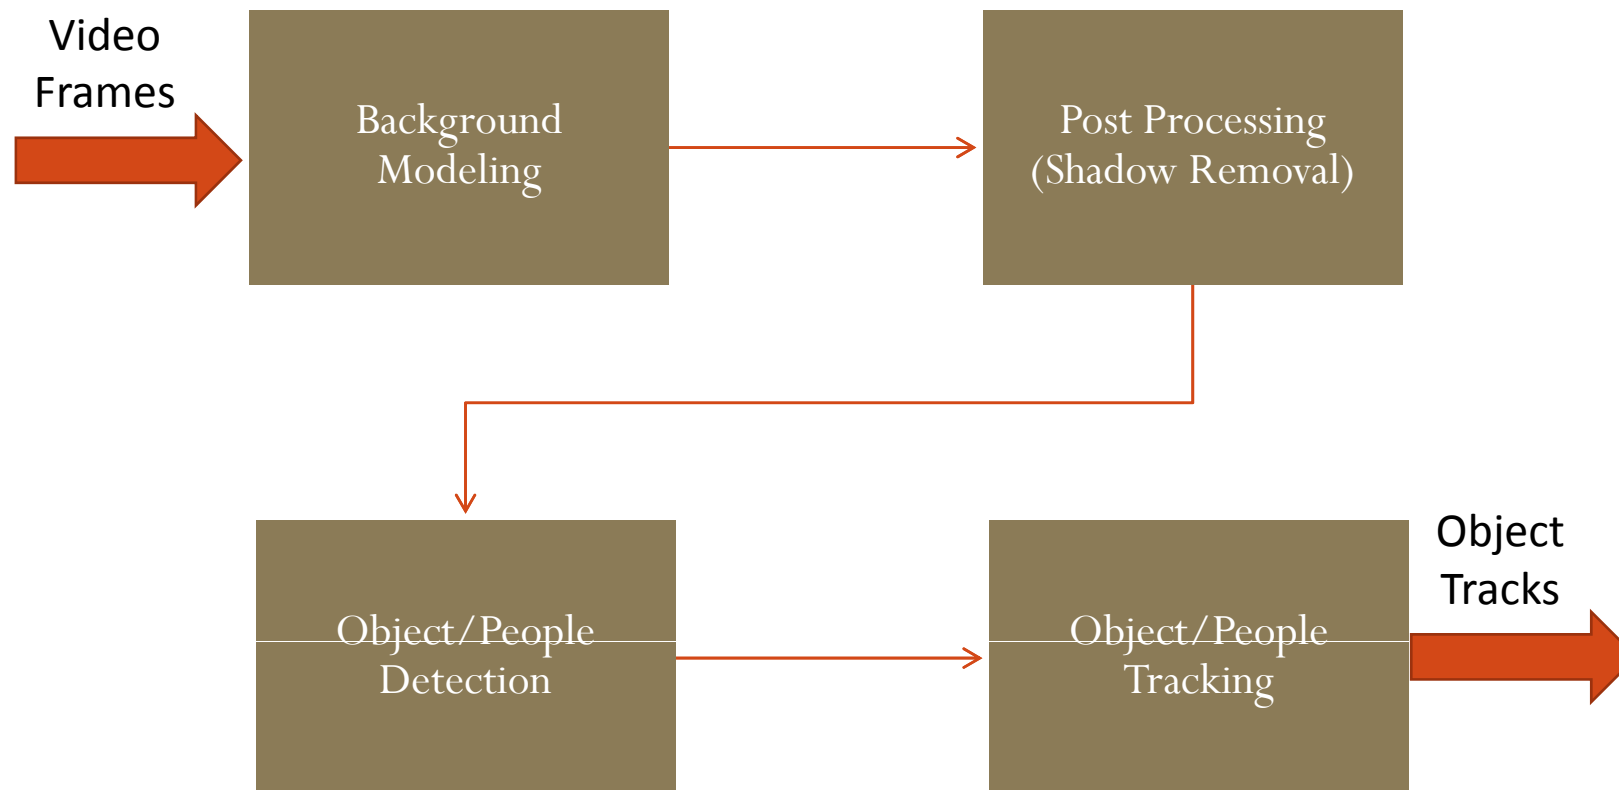 Video
Frames
Background
Modeling
Post Processing
(Shadow Removal)
Object/People
Detection
Object/People
Tracking
Object
Tracks